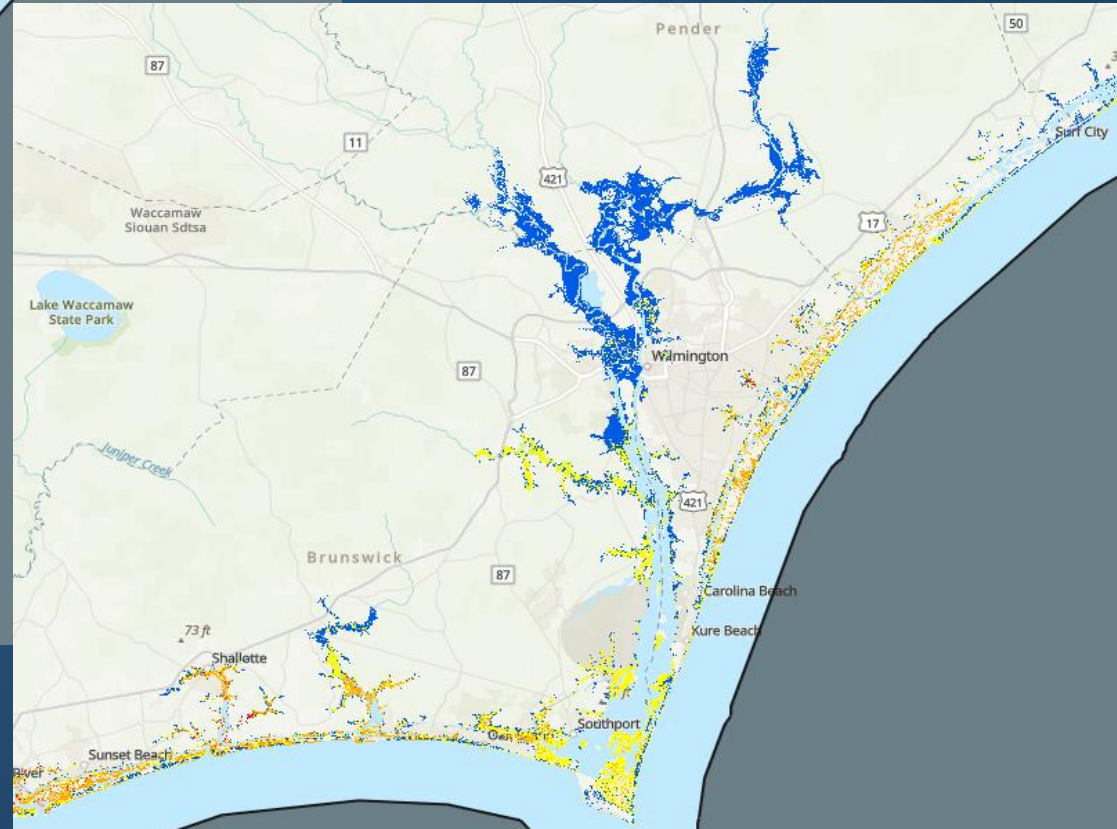 Pender
50
87
11
421
Surf City
Waccamaw
Siouan Sdtsa
17
Lake Waccamaw
State Park
Wilmington
87
Juniper Creek
421
Brunswick
87
Carolina Beach
Kure Beach
73 ft
Shallotte
Southport
Sunset Beach
River